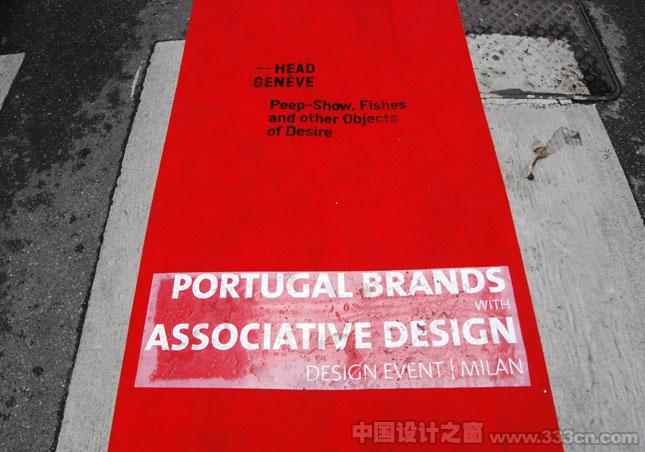 — HEAD
GENÈVE
Peep-Show, Fishes
and other Objects
of Desire
PORTUGAL BRANDS
WITH
ASSOCIATIVE DESIGN
DESIGN EVENT | MILAN
中国设计之窗 www.333cn.com